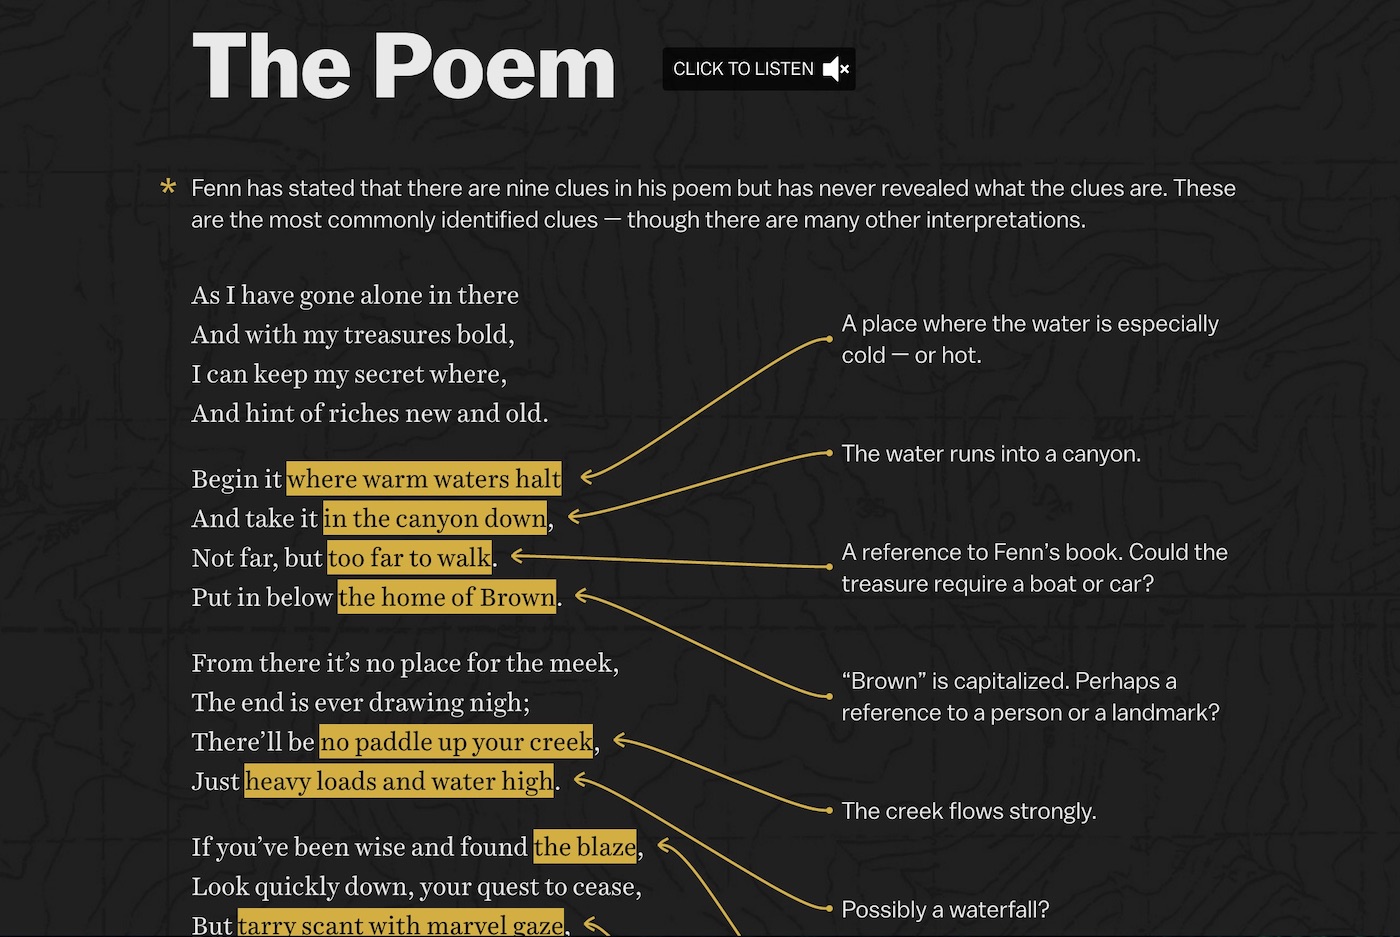 The Poem
CLICK TO LISTEN
* Fenn has stated that there are nine clues in his poem but has never revealed what the clues are. These
are the most commonly identified clues — though there are many other interpretations.
As I have gone alone in there
And with my treasures bold,
I can keep my secret where,
And hint of riches new and old.
Begin it where warm waters halt
And take it in the canyon down,
Not far, but too far to walk.
Put in below the home of Brown.
From there it’s no place for the meek,
The end is ever drawing nigh;
There’ll be no paddle up your creek,
Just heavy loads and water high.
If you’ve been wise and found the blaze,
Look quickly down, your quest to cease,
But tarry scant with marvel gaze,
A place where the water is especially
cold — or hot.
The water runs into a canyon.
A reference to Fenn’s book. Could the
treasure require a boat or car?
“Brown” is capitalized. Perhaps a
reference to a person or a landmark?
The creek flows strongly.
Possibly a waterfall?